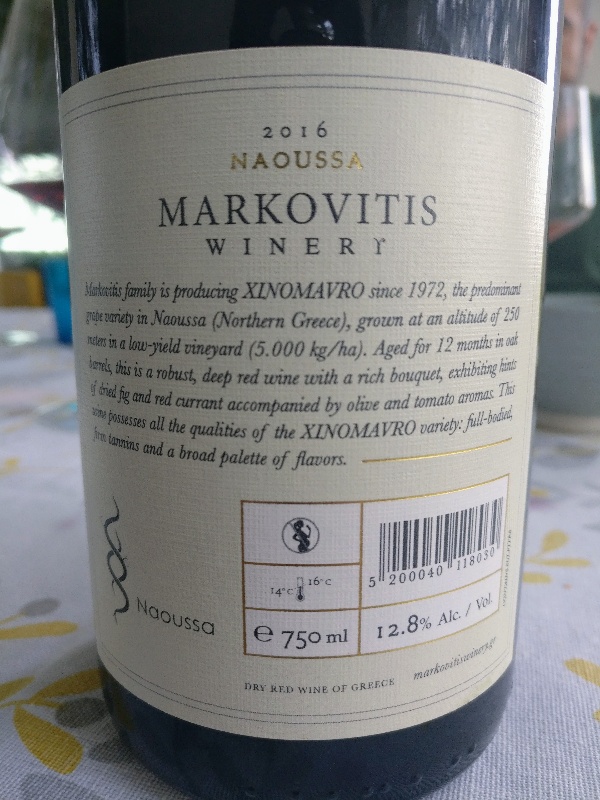 2016
NAOUSSA
MARKOVITIS
WINERY
Markovitis family is producing XINOMAVRO since 1972, the predominant
grape variety in Naoussa (Northern Greece), grown at an altitude of 250
meters in a low-yield vineyard (5.000 kg/ha). Aged for 12 months in oak
barrels, this is a robust, deep red wine with a rich bouquet, exhibiting hints
of dried fig and red currant accompanied by olive and tomato aromas. This
wine possesses all the qualities of the XINOMAVRO variety: full-bodied,
firm tannins and a broad palette of flavors.
Naoussa
14°C 16°C
5 200040 118030
e 750 ml
12.8% Alc. / Vol.
DRY RED WINE OF GREECE
markovitiswinery.gr